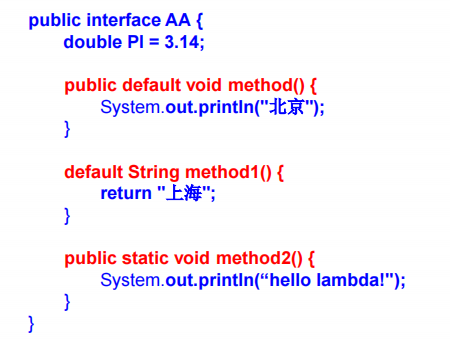 public interface AA {
double PI = 3.14;
public default void method() {
System.out.println("北京");
}
default String method1() {
return "上海";
}
public static void method2() {
System.out.println(“hello lambda!");
}
}